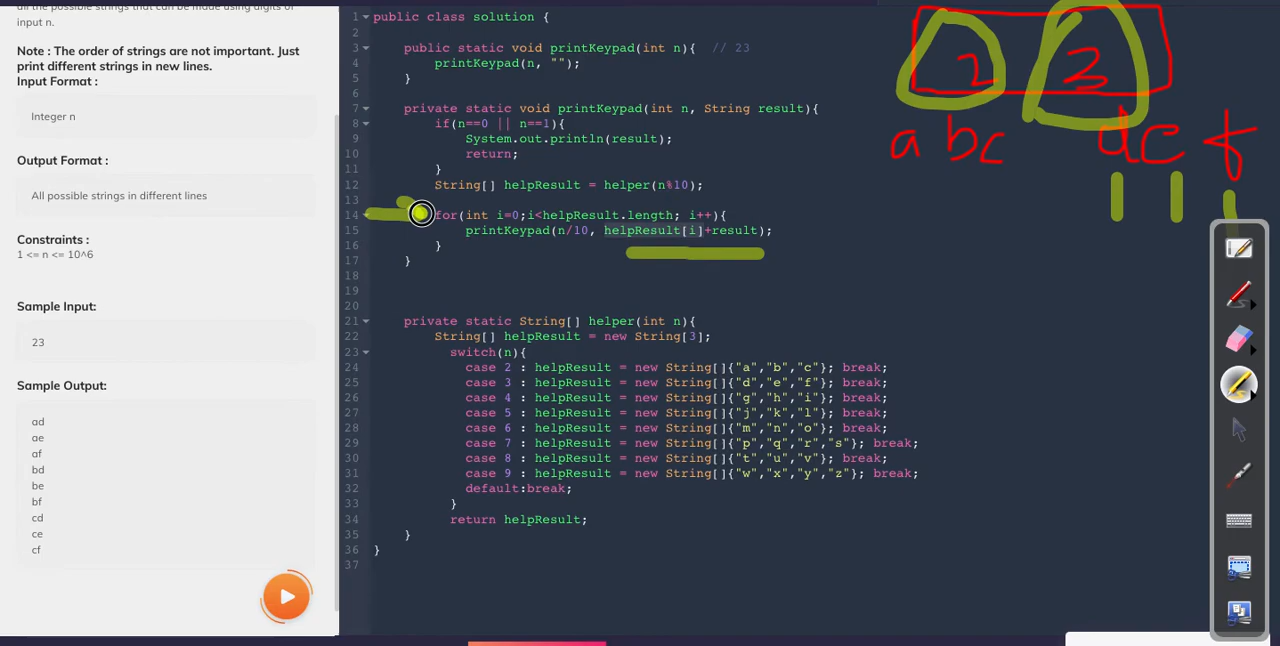 all the possible strings that can be made using digits of
input n.
Note : The order of strings are not important. Just
print different strings in new lines.
Input Format :
Integer n
Output Format :
All possible strings in different lines
Constraints :
1 <= n <= 10^6
Sample Input:
23
Sample Output:
ad
ae
af
bd
be
bf
cd
ce
cf
1 public class solution {
2
3 public static void printKeypad(int n){ // 23
4 printKeypad(n, "");
5 }
6
7 private static void printKeypad(int n, String result){
8 if(n==0 || n==1){
9 System.out.println(result);
10 return;
11 }
12 String[] helpResult = helper(n%10);
13
14 for(int i=0;i<helpResult.length; i++){
15 printKeypad(n/10, helpResult[i]+result);
16 }
17 }
18
19
20
21 private static String[] helper(int n){
22 String[] helpResult = new String[3];
23 switch(n){
24 case 2 : helpResult = new String[]{"a","b","c"}; break;
25 case 3 : helpResult = new String[]{"d","e","f"}; break;
26 case 4 : helpResult = new String[]{"g","h","i"}; break;
27 case 5 : helpResult = new String[]{"j","k","l"}; break;
28 case 6 : helpResult = new String[]{"m","n","o"}; break;
29 case 7 : helpResult = new String[]{"p","q","r","s"}; break;
30 case 8 : helpResult = new String[]{"t","u","v"}; break;
31 case 9 : helpResult = new String[]{"w","x","y","z"}; break;
32 default:break;
33 }
34 return helpResult;
35 }
36 }
37
2 3
a b c d e f